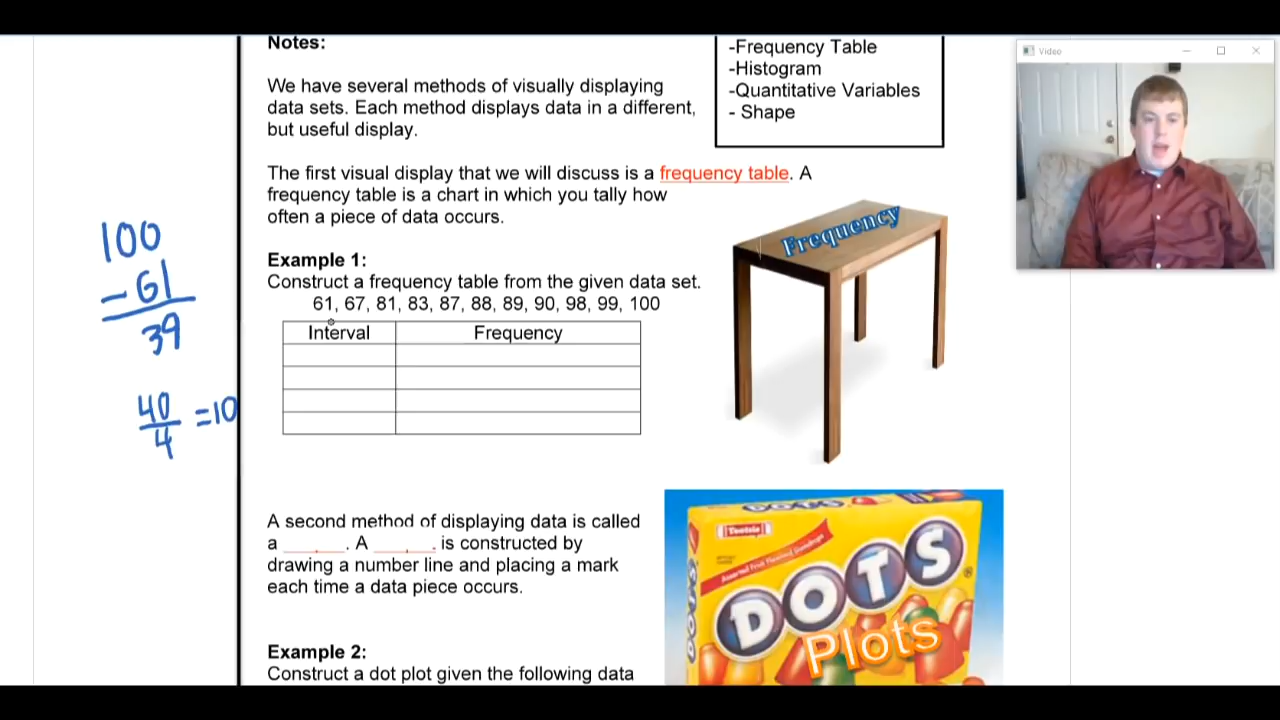 Notes:
-Frequency Table
-Histogram
-Quantitative Variables
- Shape
Video
We have several methods of visually displaying
data sets. Each method displays data in a different,
but useful display.
The first visual display that we will discuss is a frequency table. A
frequency table is a chart in which you tally how
often a piece of data occurs.
Frequency
100
-61
39
40
4
=10
Example 1:
Construct a frequency table from the given data set.
61, 67, 81, 83, 87, 88, 89, 90, 98, 99, 100
Interval Frequency
A second method of displaying data is called
a ______. A ______. is constructed by
drawing a number line and placing a mark
each time a data piece occurs.
DOTS
Tootsie
Assorted Fruit Flavored Gumdrops
DOTS
Plots
Example 2:
Construct a dot plot given the following data